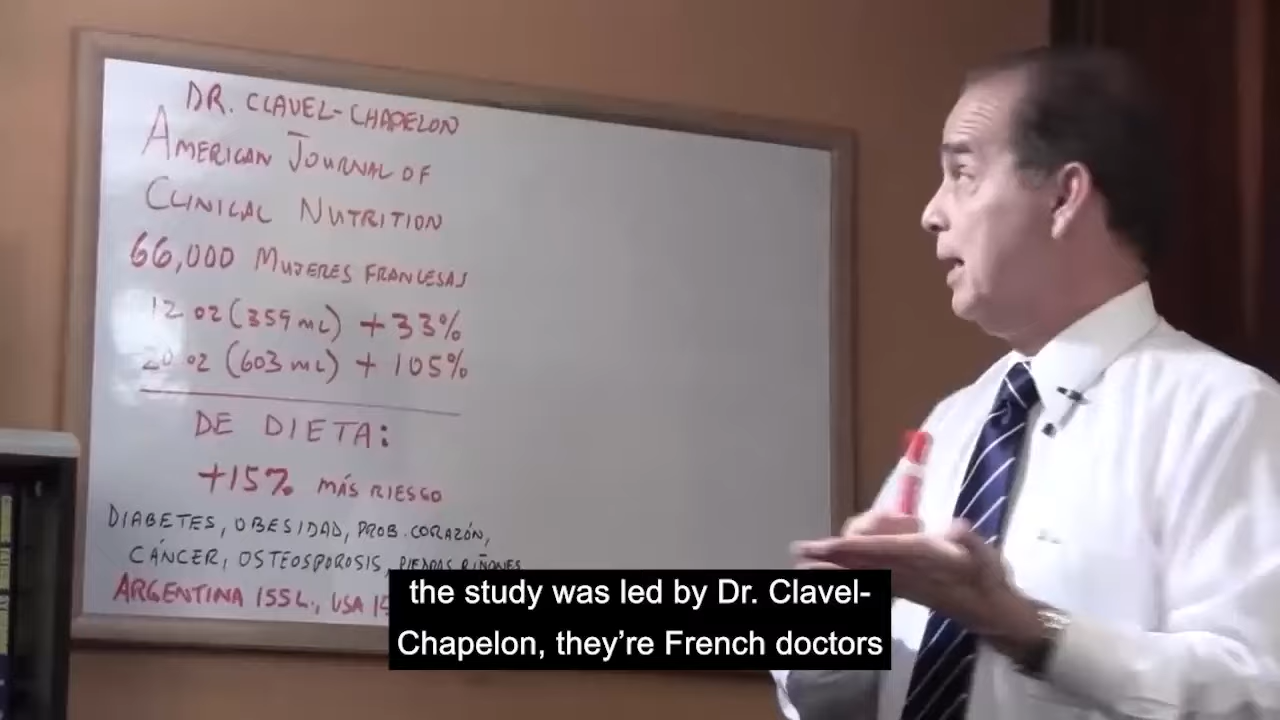 DR. CLAVEL-CHAPELON
AMERICAN JOURNAL OF
CLINICAL NUTRITION
66,000 MUJERES FRANCESAS
12 OZ (359 ML) +33%
20 OZ (603 ML) + 105%
DE DIETA:
+15% MÁS RIESGO
DIABETES, OBESIDAD, PROB. CORAZÓN,
CÁNCER, OSTEOSPOROSIS, PIEDRAS RIÑONES
ARGENTINA 155 L., USA
the study was led by Dr. Clavel-
Chapelon, they're French doctors